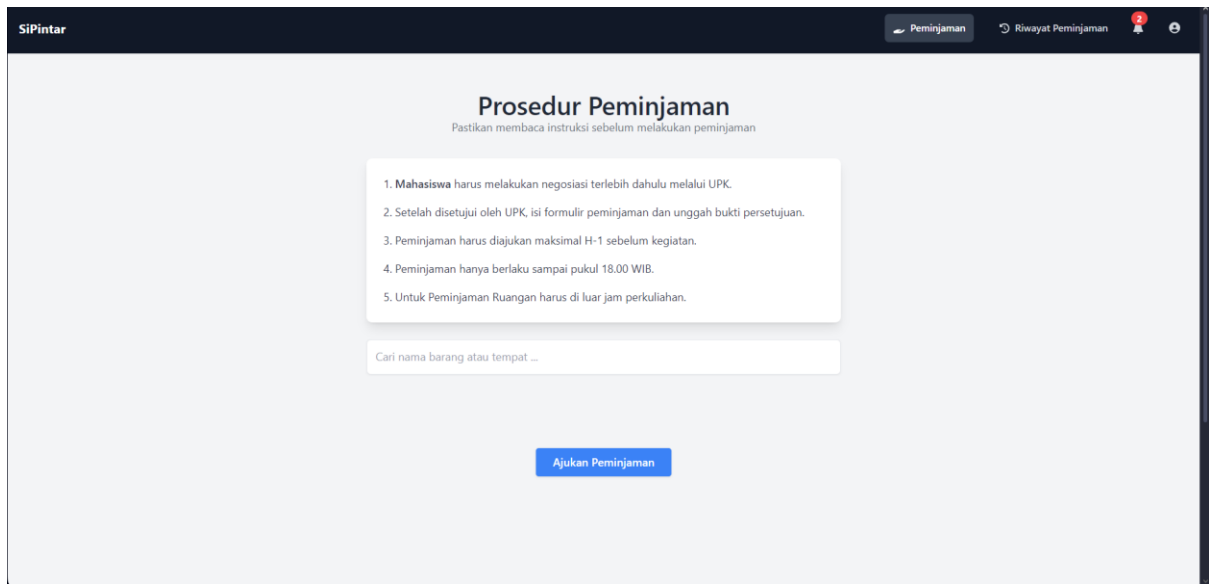 SiPintar
Peminjaman
Riwayat Peminjaman
2
Prosedur Peminjaman
Pastikan membaca instruksi sebelum melakukan peminjaman
1. Mahasiswa harus melakukan negosiasi terlebih dahulu melalui UPK.
2. Setelah disetujui oleh UPK, isi formulir peminjaman dan unggah bukti persetujuan.
3. Peminjaman harus diajukan maksimal H-1 sebelum kegiatan.
4. Peminjaman hanya berlaku sampai pukul 18.00 WIB.
5. Untuk Peminjaman Ruangan harus di luar jam perkuliahan.
Cari nama barang atau tempat ...
Ajukan Peminjaman